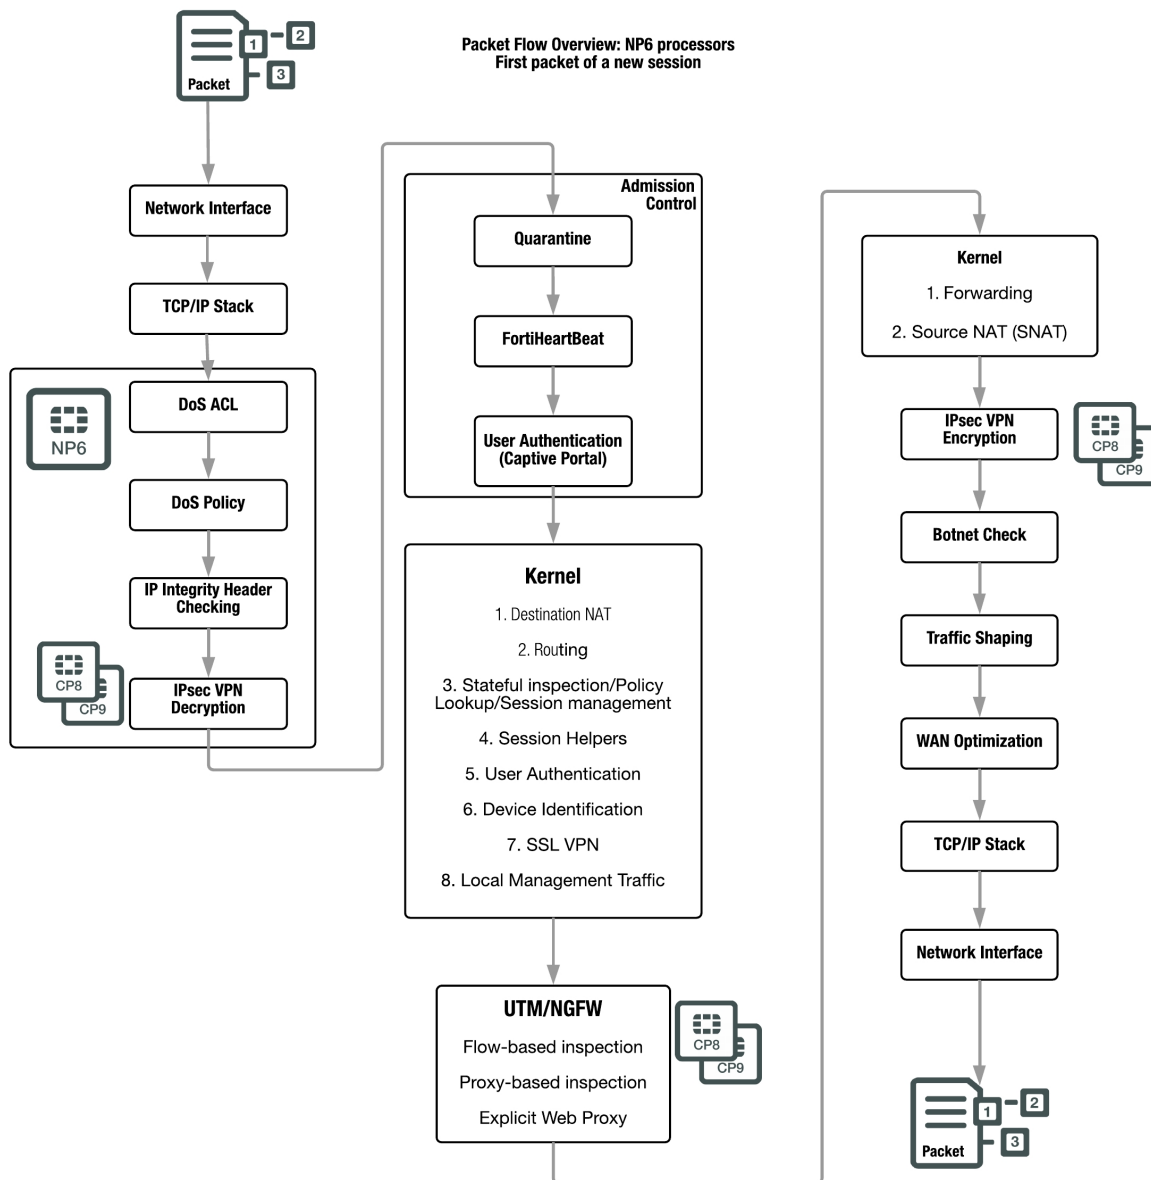 Packet Flow Overview: NP6 processors
First packet of a new session
1
2
3
Packet
Network Interface
TCP/IP Stack
NP6
DoS ACL
DoS Policy
IP Integrity Header
Checking
CP8
CP9
IPsec VPN
Decryption
Admission
Control
Quarantine
FortiHeartBeat
User Authentication
(Captive Portal)
Kernel
1. Destination NAT
2. Routing
3. Stateful inspection/Policy
Lookup/Session management
4. Session Helpers
5. User Authentication
6. Device Identification
7. SSL VPN
8. Local Management Traffic
UTM/NGFW
Flow-based inspection
Proxy-based inspection
Explicit Web Proxy
CP8
CP9
Kernel
1. Forwarding
2. Source NAT (SNAT)
IPsec VPN
Encryption
CP8
CP9
Botnet Check
Traffic Shaping
WAN Optimization
TCP/IP Stack
Network Interface
1
2
3
Packet